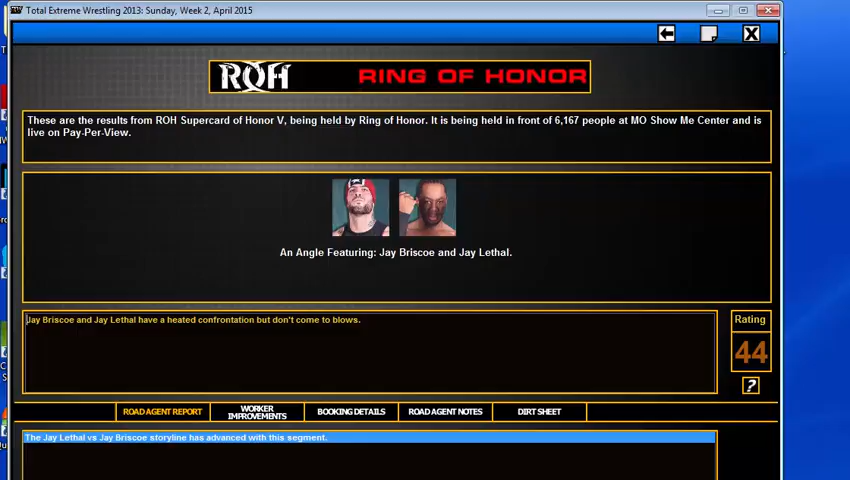 Total Extreme Wrestling 2013: Sunday, Week 2, April 2015
ROH RING OF HONOR
These are the results from ROH Supercard of Honor V, being held by Ring of Honor. It is being held in front of 6,167 people at MO Show Me Center and is
live on Pay-Per-View.
An Angle Featuring: Jay Briscoe and Jay Lethal.
Jay Briscoe and Jay Lethal have a heated confrontation but don't come to blows.
Rating
44
?
ROAD AGENT REPORT
WORKER
IMPROVEMENTS
BOOKING DETAILS
ROAD AGENT NOTES
DIRT SHEET
The Jay Lethal vs Jay Briscoe storyline has advanced with this segment.